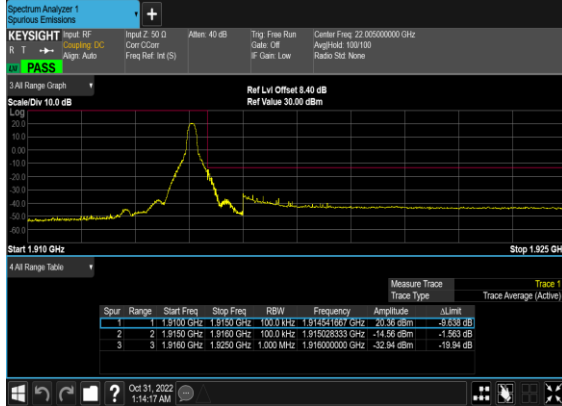 Spectrum Analyzer 1
Spurious Emissions
KEYSIGHT Input: RF Input Z: 50 Ω Atten: 40 dB Trig: Free Run Center Freq: 22.005000000 GHz
R T Coupling: DC Corr CCorr Gate: Off Avg|Hold: 100/100
Align: Auto Freq Ref: Int (S) IF Gain: Low Radio Std: None
PASS
3 All Range Graph
Ref Lvl Offset 8.40 dB
Scale/Div 10.0 dB Ref Value 30.00 dBm
Log
20.0
10.0
0.00
-10.0
-20.0
-30.0
-40.0
-50.0
-60.0
Start 1.910 GHz Stop 1.925 GH
4 All Range Table
Measure Trace Trace 1
Trace Type Trace Average (Active)
Spur Range Start Freq Stop Freq RBW Frequency Amplitude ΔLimit
1 1 1.9100 GHz 1.9150 GHz 100.0 kHz 1.914541667 GHz 20.36 dBm -9.638 dB
2 2 1.9150 GHz 1.9160 GHz 100.0 kHz 1.915028333 GHz -14.56 dBm -1.563 dB
3 3 1.9160 GHz 1.9250 GHz 1.000 MHz 1.916000000 GHz -32.94 dBm -19.94 dB
? Oct 31, 2022
1:14:17 AM